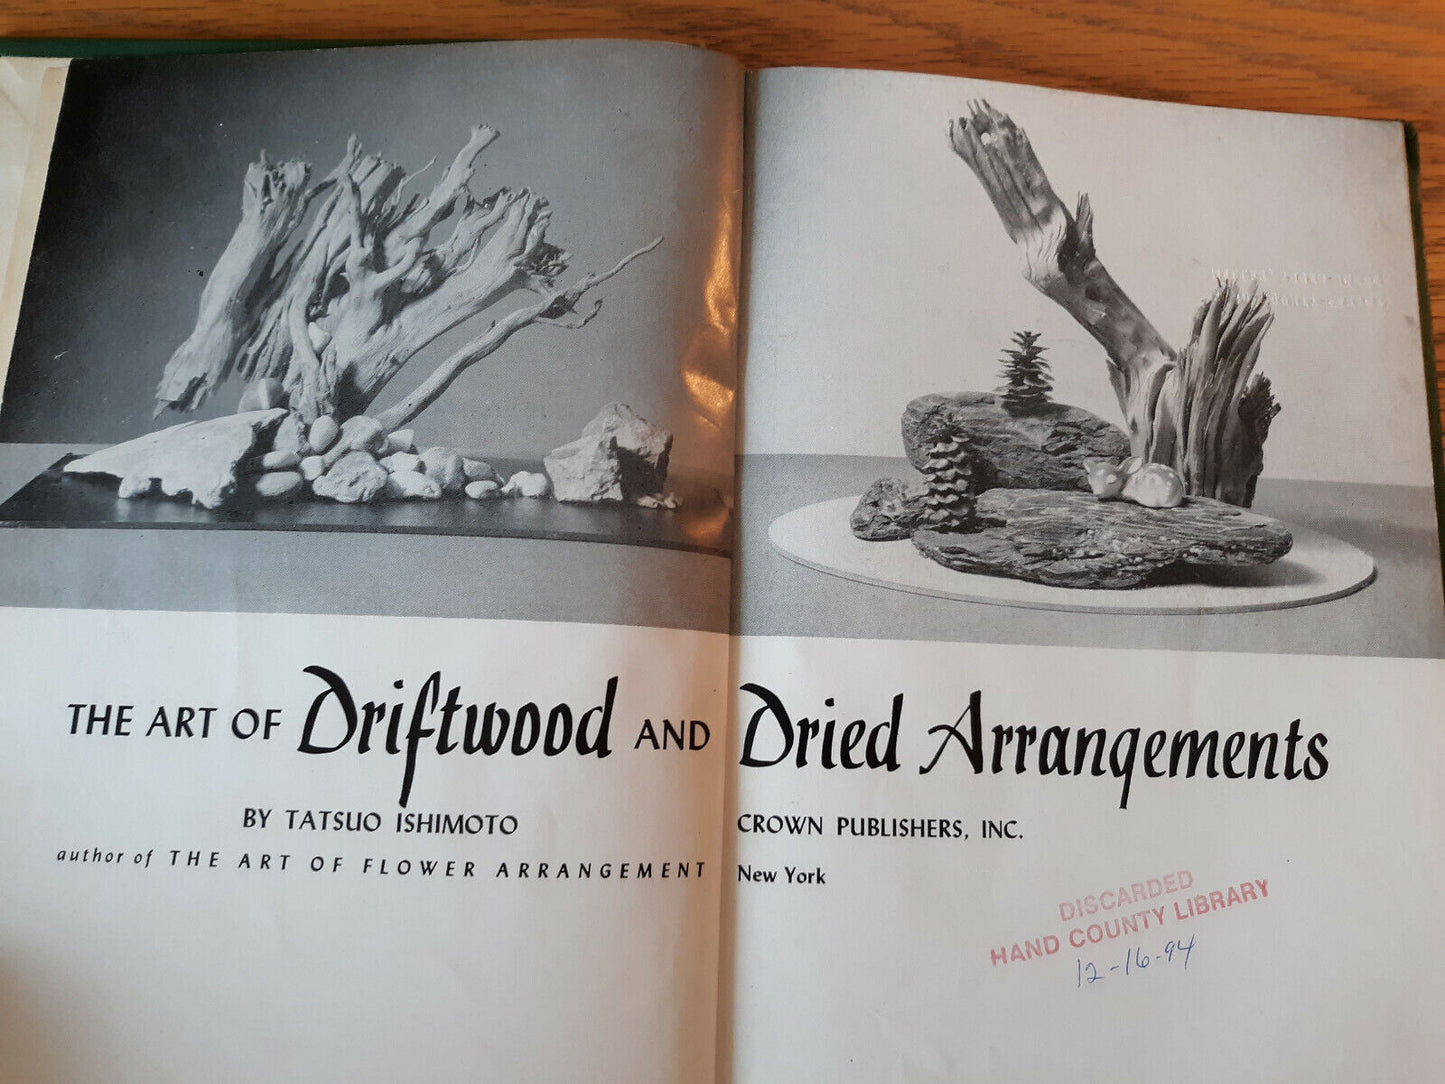 THE ART OF Driftwood AND Dried Arrangements
BY TATSUO ISHIMOTO
author of THE ART OF FLOWER ARRANGEMENT
CROWN PUBLISHERS, INC.
New York
DISCARDED
HAND COUNTY LIBRARY
12-16-94